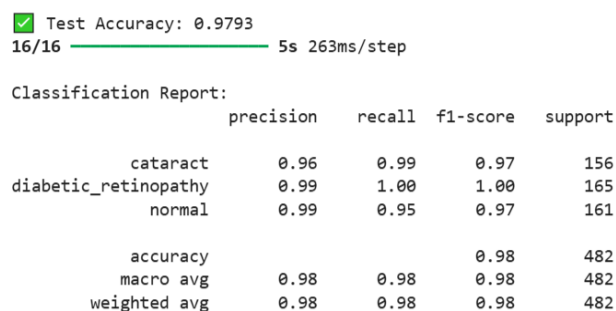 ✅ Test Accuracy: 0.9793
16/16 ━━━━━━━━━━━━━━━━━━━━ 5s 263ms/step
Classification Report:
precision recall f1-score support
cataract 0.96 0.99 0.97 156
diabetic_retinopathy 0.99 1.00 1.00 165
normal 0.99 0.95 0.97 161
accuracy 0.98 482
macro avg 0.98 0.98 0.98 482
weighted avg 0.98 0.98 0.98 482